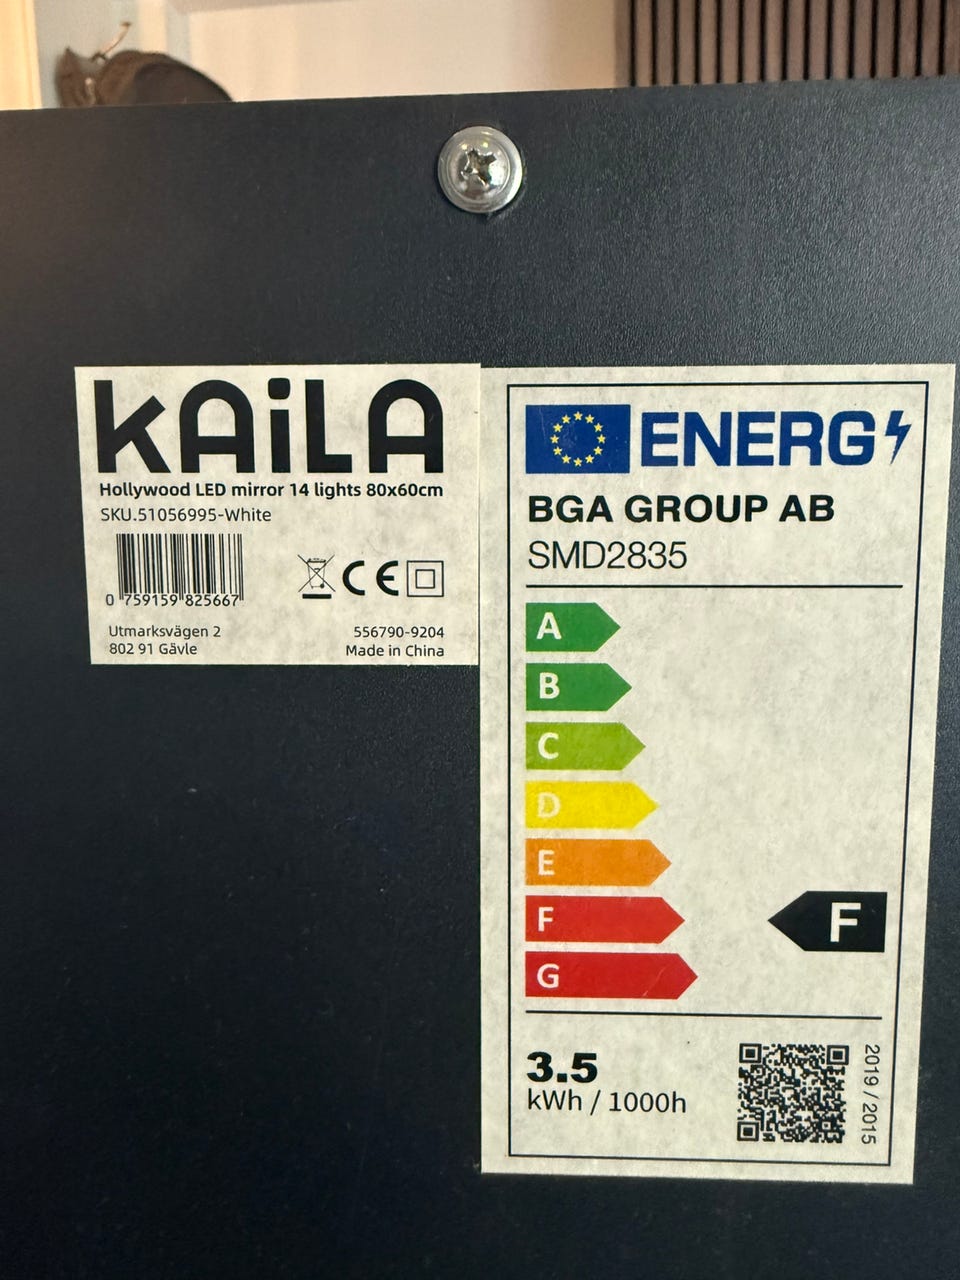 KAiLA
Hollywood LED mirror 14 lights 80x60cm
SKU.51056995-White
0 759159 825667
CE
Utmarksvägen 2
802 91 Gävle
556790-9204
Made in China
ENERG
BGA GROUP AB
SMD2835
A
B
C
D
E
F
F
G
3.5
kWh / 1000h
2019 / 2015